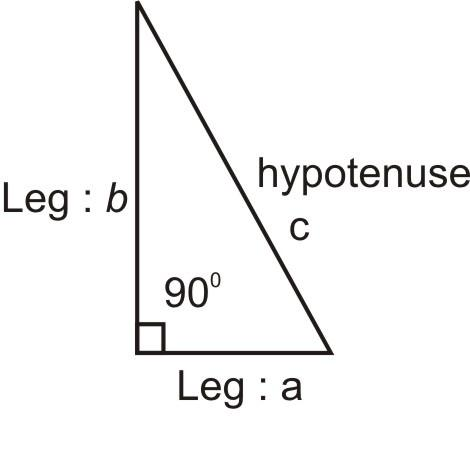 hypotenuse
Leg : b
c
90⁰
Leg : a